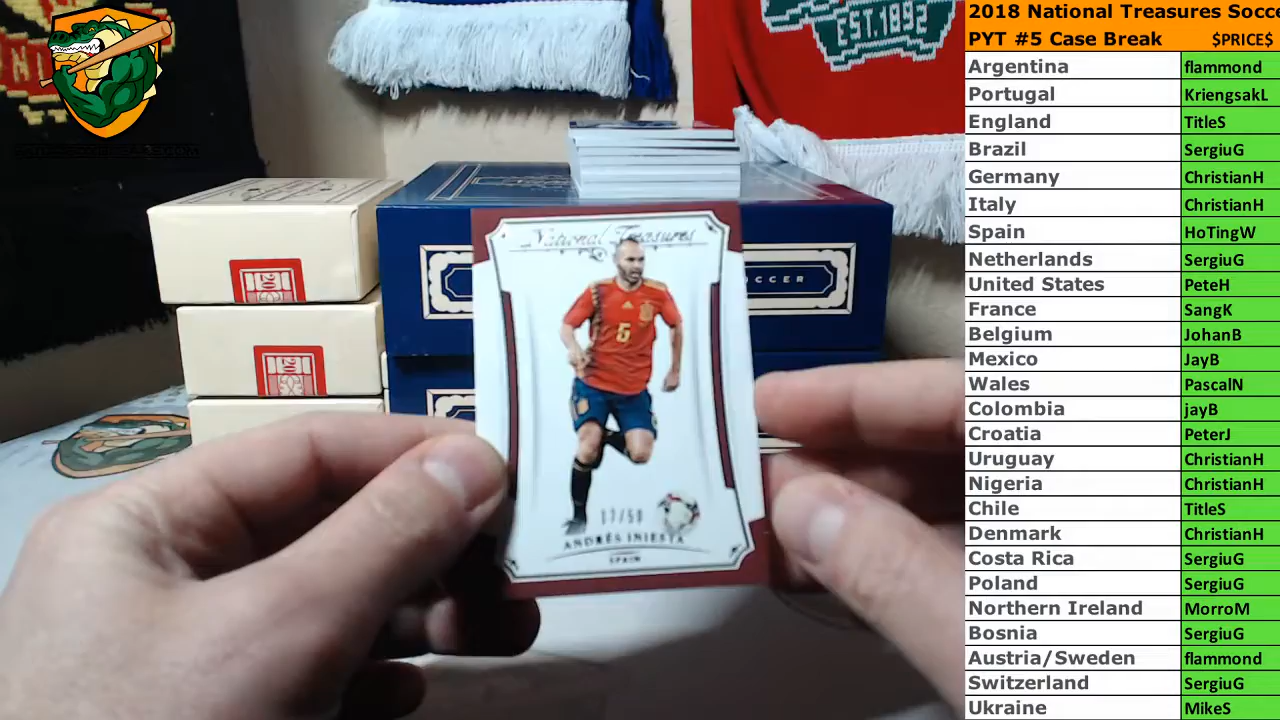 2018 National Treasures Socce
PYT #5 Case Break $PRICE$
Argentina flammond
Portugal KriengsakL
England TitleS
Brazil SergiuG
Germany ChristianH
Italy ChristianH
Spain HoTingW
Netherlands SergiuG
United States PeteH
France SangK
Belgium JohanB
Mexico JayB
Wales PascalN
Colombia jayB
Croatia PeterJ
Uruguay ChristianH
Nigeria ChristianH
Chile TitleS
Denmark ChristianH
Costa Rica SergiuG
Poland SergiuG
Northern Ireland MorroM
Bosnia SergiuG
Austria/Sweden flammond
Switzerland SergiuG
Ukraine MikeS
EST.1892
SOCCER
20
20
National Treasures
6
ANDRÉS INIESTA
SPAIN